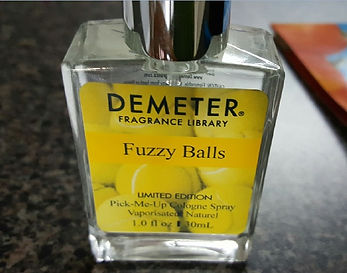 DEMETER®
FRAGRANCE LIBRARY
Fuzzy Balls
LIMITED EDITION
Pick-Me-Up Cologne Spray
Vaporisateur Naturel
1.0 fl oz 30mL